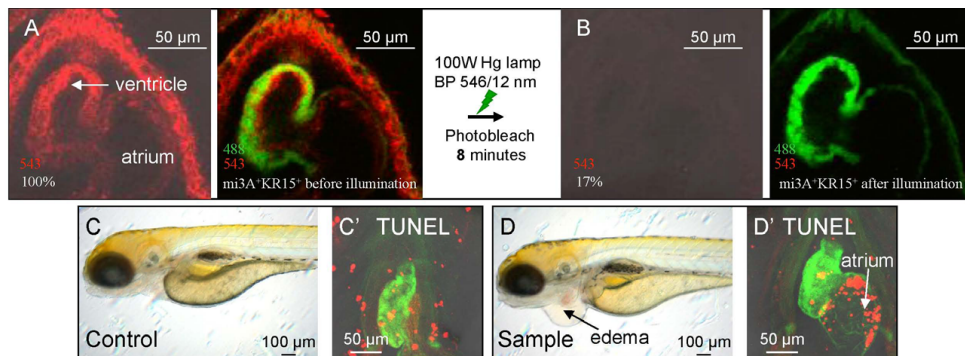 A
50 µm
ventricle
atrium
543
100%
50 µm
488
543
mi3A⁺KR15⁺ before illumination
100W Hg lamp
BP 546/12 nm
Photobleach
8 minutes
B
50 µm
543
17%
50 µm
488
543
mi3A⁺KR15⁺ after illumination
C
Control
100 µm
C' TUNEL
50 µm
D
Sample
edema
100 µm
D' TUNEL
atrium
50 µm